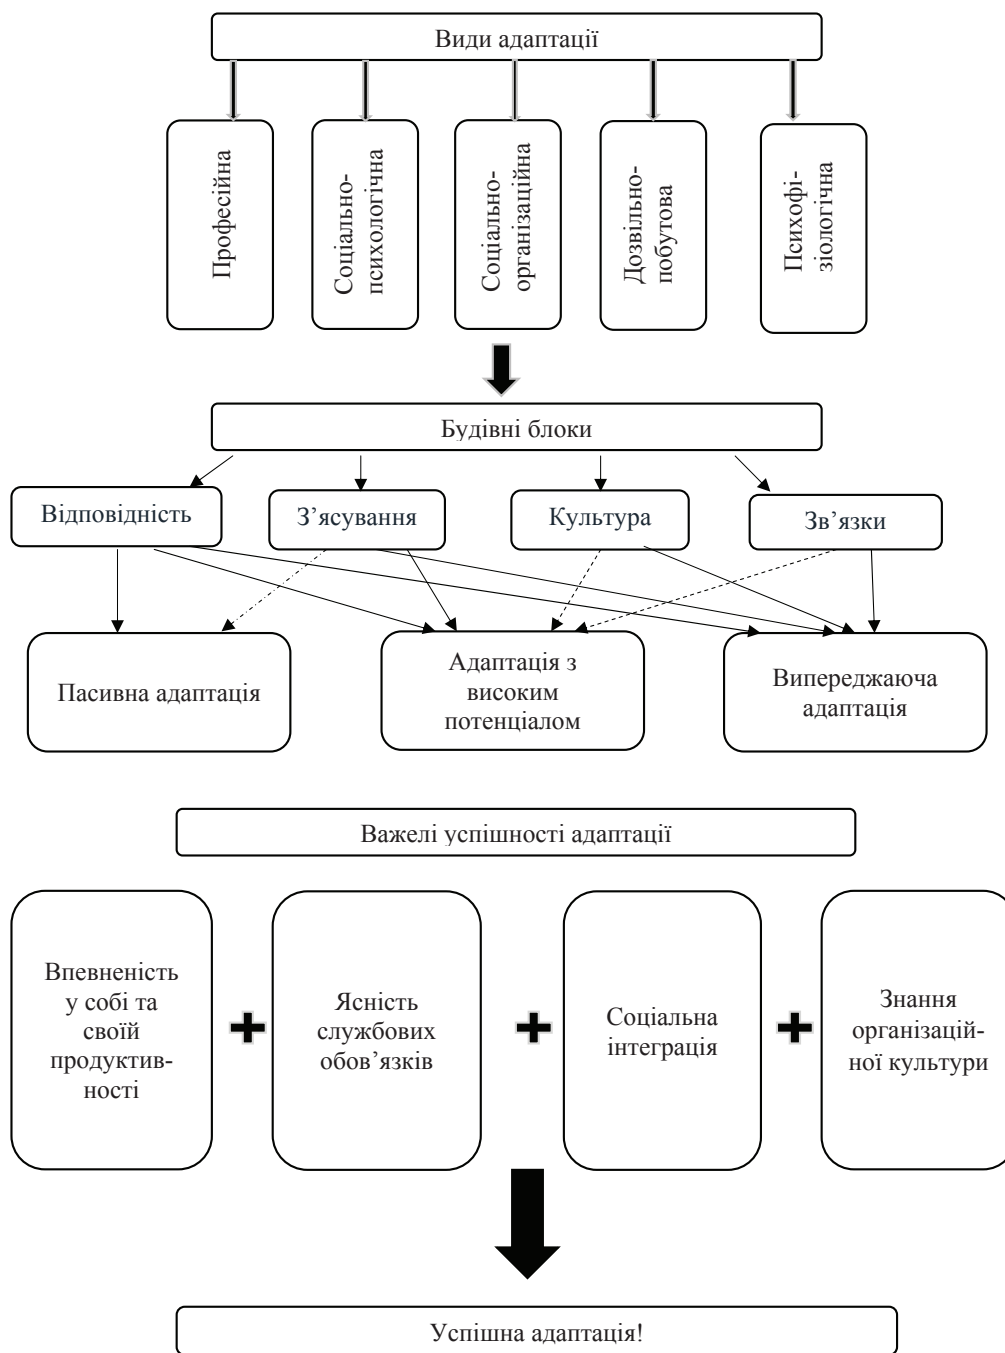 Види адаптації
Професійна
Соціально-
психологічна
Соціально-
організаційна
Дозвільно-
побутова
Психофі-
зіологічна
Будівні блоки
Відповідність
З’ясування
Культура
Зв’язки
Пасивна адаптація
Адаптація з
високим
потенціалом
Випереджаюча
адаптація
Важелі успішності адаптації
Впевненість
у собі та
своїй
продуктив-
ності
Ясність
службових
обов’язків
Соціальна
інтеграція
Знання
організацій-
ної культури
Успішна адаптація!